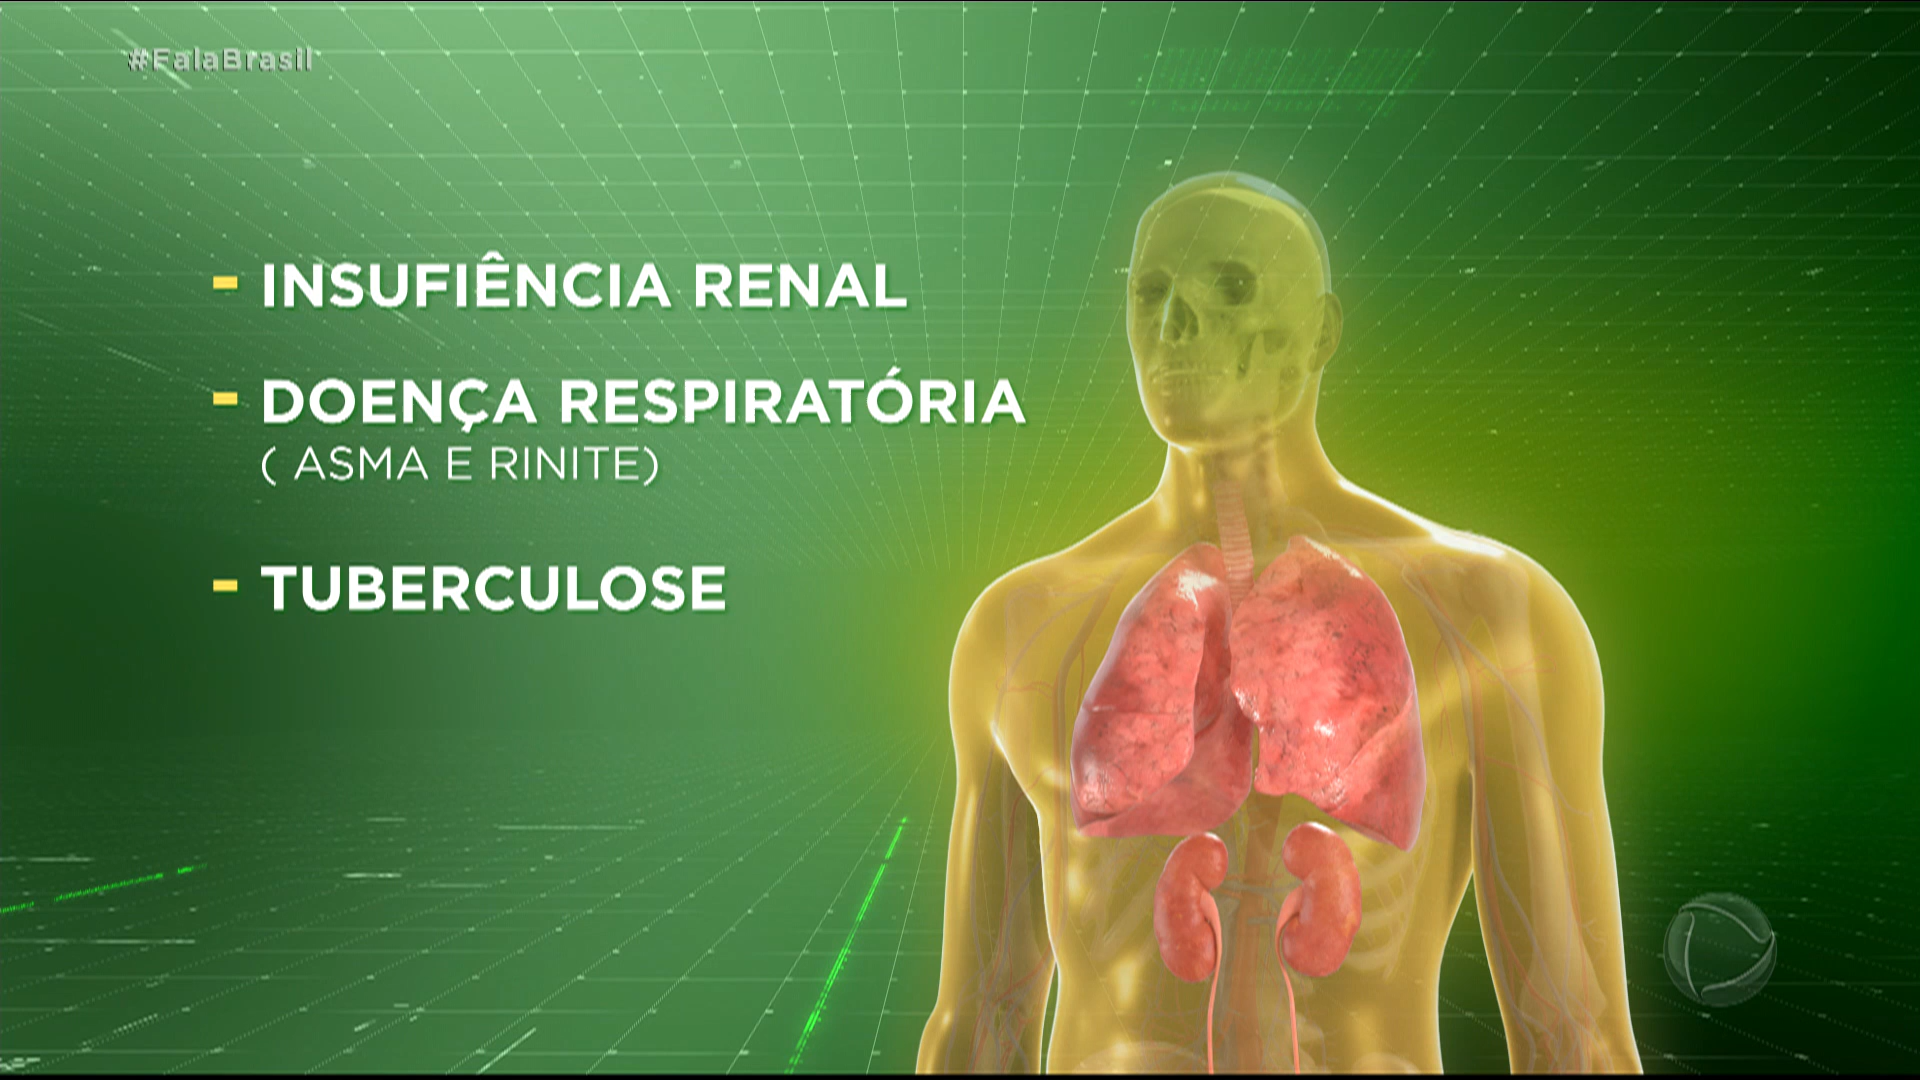 #FalaBrasil
- INSUFIÊNCIA RENAL
- DOENÇA RESPIRATÓRIA
( ASMA E RINITE)
- TUBERCULOSE